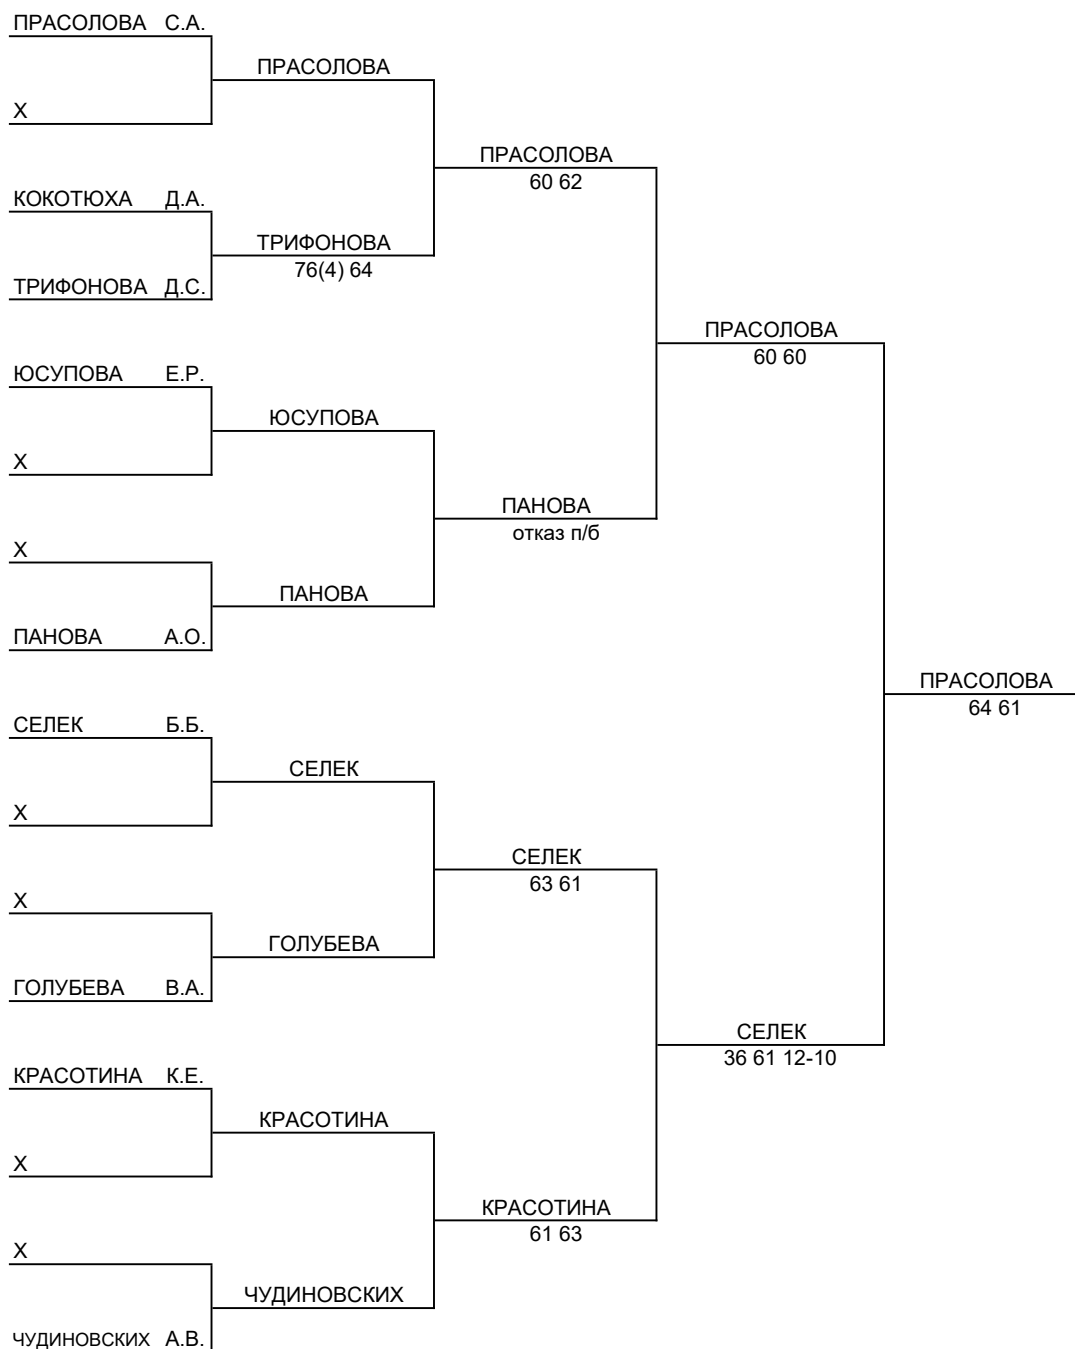 ПРАСОЛОВА С.А.
ПРАСОЛОВА
X
ПРАСОЛОВА
60 62
КОКОТЮХА Д.А.
ТРИФОНОВА
76(4) 64
ТРИФОНОВА Д.С.
ПРАСОЛОВА
60 60
ЮСУПОВА Е.Р.
ЮСУПОВА
X
ПАНОВА
отказ п/б
X
ПАНОВА
ПАНОВА А.О.
ПРАСОЛОВА
64 61
СЕЛЕК Б.Б.
СЕЛЕК
X
СЕЛЕК
63 61
X
ГОЛУБЕВА
ГОЛУБЕВА В.А.
СЕЛЕК
36 61 12-10
КРАСОТИНА К.Е.
КРАСОТИНА
X
КРАСОТИНА
61 63
X
ЧУДИНОВСКИХ
ЧУДИНОВСКИХ А.В.